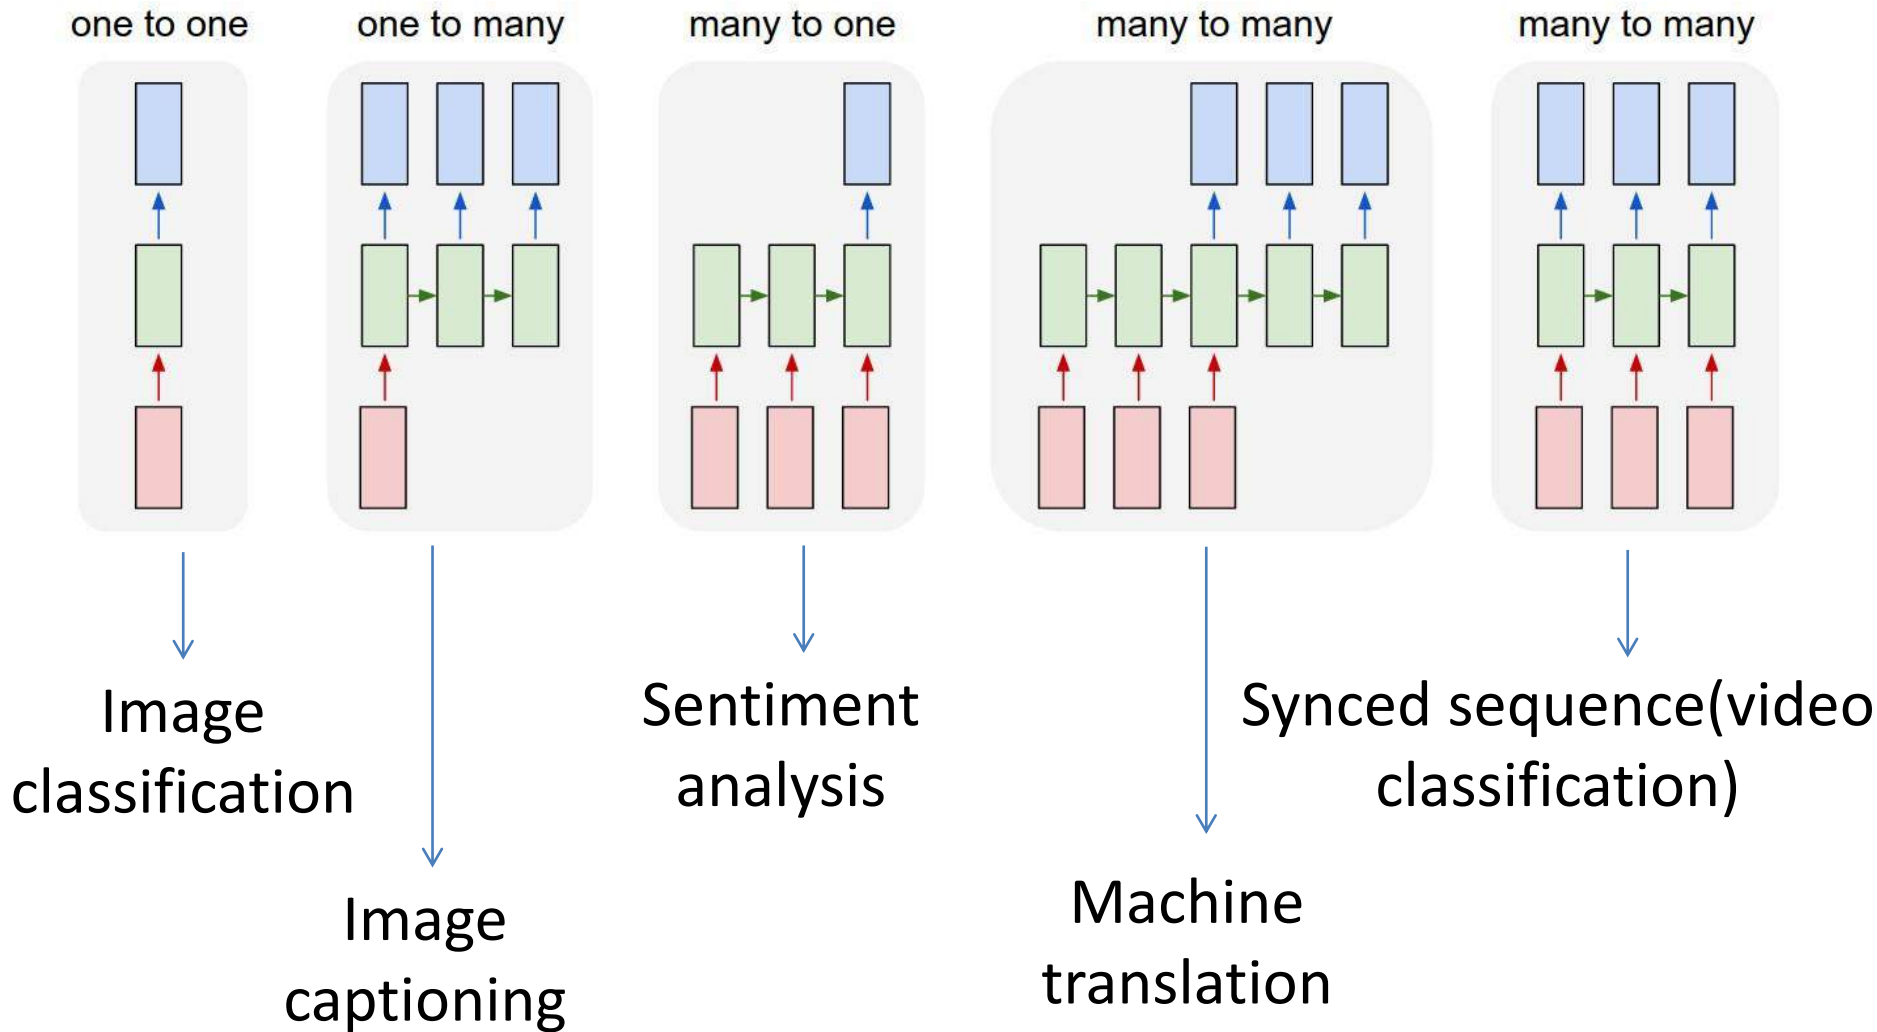 one to one
one to many
many to one
many to many
many to many
Image
classification
Image
captioning
Sentiment
analysis
Machine
translation
Synced sequence(video
classification)